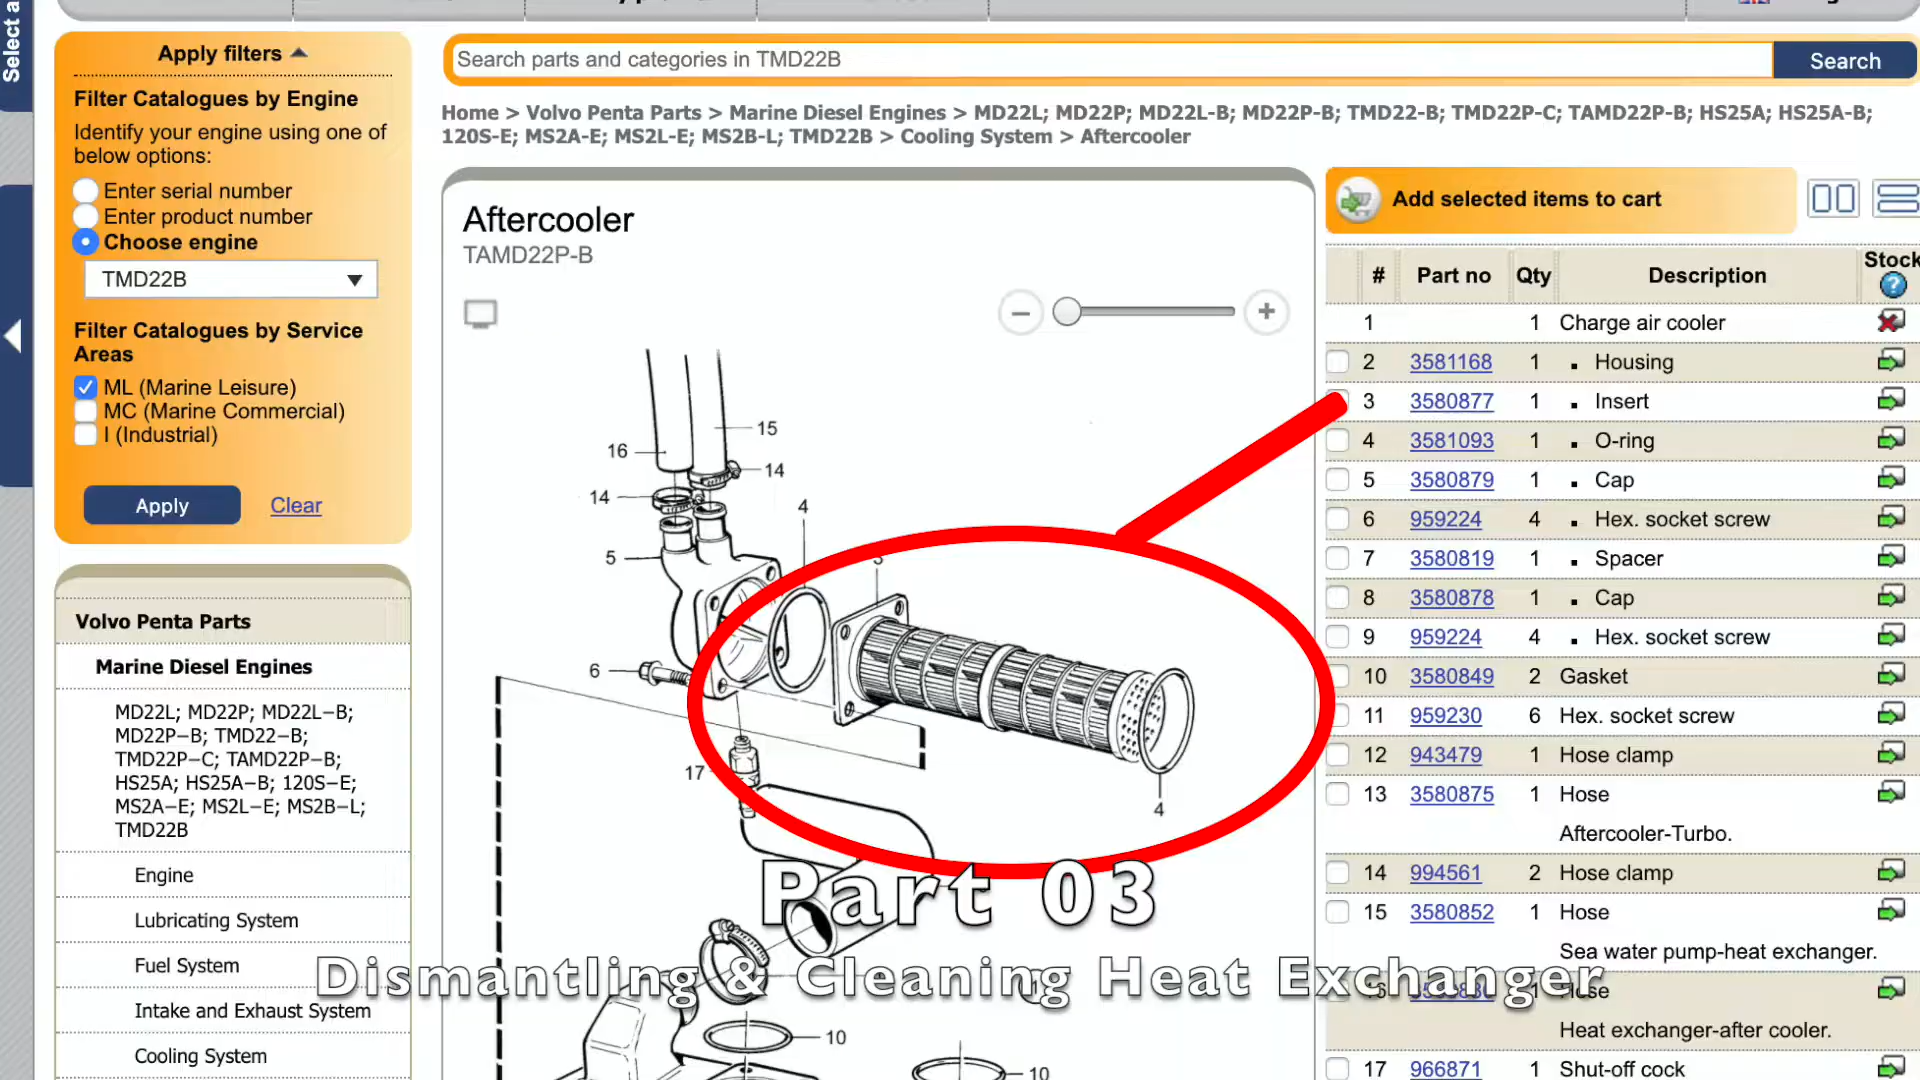 Select a
Apply filters
Filter Catalogues by Engine
Identify your engine using one of
below options:
Enter serial number
Enter product number
Choose engine
TMD22B
Filter Catalogues by Service
Areas
ML (Marine Leisure)
MC (Marine Commercial)
I (Industrial)
Apply
Clear
Volvo Penta Parts
Marine Diesel Engines
MD22L; MD22P; MD22L-B;
MD22P-B; TMD22-B;
TMD22P-C; TAMD22P-B;
HS25A; HS25A-B; 120S-E;
MS2A-E; MS2L-E; MS2B-L;
TMD22B
Engine
Lubricating System
Fuel System
Intake and Exhaust System
Cooling System
Search parts and categories in TMD22B
Search
Home > Volvo Penta Parts > Marine Diesel Engines > MD22L; MD22P; MD22L-B; MD22P-B; TMD22-B; TMD22P-C; TAMD22P-B; HS25A; HS25A-B;
120S-E; MS2A-E; MS2L-E; MS2B-L; TMD22B > Cooling System > Aftercooler
Aftercooler
TAMD22P-B
15
16
14
14
4
5
6
17
4
10
10
Part 03
Dismantling & Cleaning Heat Exchanger
Add selected items to cart
# Part no Qty Description Stock
1 1 Charge air cooler
2 3581168 1 Housing
3 3580877 1 Insert
4 3581093 1 O-ring
5 3580879 1 Cap
6 959224 4 Hex. socket screw
7 3580819 1 Spacer
8 3580878 1 Cap
9 959224 4 Hex. socket screw
10 3580849 2 Gasket
11 959230 6 Hex. socket screw
12 943479 1 Hose clamp
13 3580875 1 Hose
Aftercooler-Turbo.
14 994561 2 Hose clamp
15 3580852 1 Hose
Sea water pump-heat exchanger.
Hose
Heat exchanger-after cooler.
17 966871 1 Shut-off cock